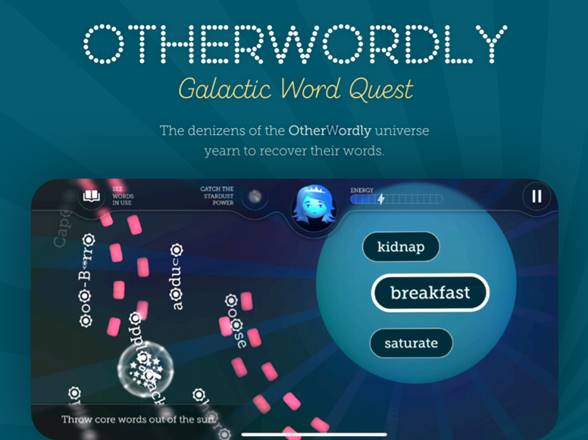 OTHERWORDLY
Galactic Word Quest
The denizens of the OtherWordly universe
yearn to recover their words.
SEE
WORDS
IN USE
CATCH THE
STARDUST
POWER
ENERGY
kidnap
breakfast
saturate
abduct
Throw core words out of the sun.